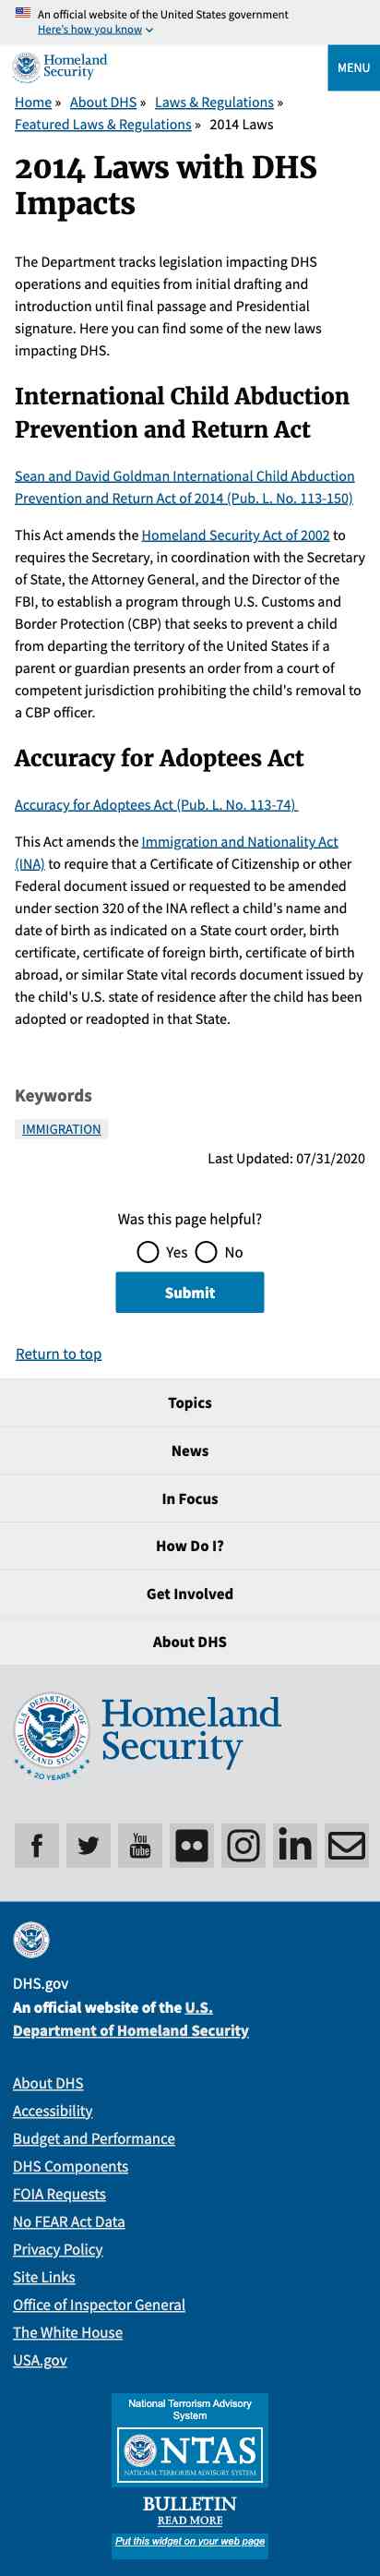 An official website of the United States government
Here's how you know
Homeland
Security
MENU
Home » About DHS » Laws & Regulations »
Featured Laws & Regulations » 2014 Laws
2014 Laws with DHS
Impacts
The Department tracks legislation impacting DHS
operations and equities from initial drafting and
introduction until final passage and Presidential
signature. Here you can find some of the new laws
impacting DHS.
International Child Abduction
Prevention and Return Act
Sean and David Goldman International Child Abduction
Prevention and Return Act of 2014 (Pub. L. No. 113-150)
This Act amends the Homeland Security Act of 2002 to
requires the Secretary, in coordination with the Secretary
of State, the Attorney General, and the Director of the
FBI, to establish a program through U.S. Customs and
Border Protection (CBP) that seeks to prevent a child
from departing the territory of the United States if a
parent or guardian presents an order from a court of
competent jurisdiction prohibiting the child's removal to
a CBP officer.
Accuracy for Adoptees Act
Accuracy for Adoptees Act (Pub. L. No. 113-74)
This Act amends the Immigration and Nationality Act
(INA) to require that a Certificate of Citizenship or other
Federal document issued or requested to be amended
under section 320 of the INA reflect a child's name and
date of birth as indicated on a State court order, birth
certificate, certificate of foreign birth, certificate of birth
abroad, or similar State vital records document issued by
the child's U.S. state of residence after the child has been
adopted or readopted in that State.
Keywords
IMMIGRATION
Last Updated: 07/31/2020
Was this page helpful?
Yes No
Submit
Return to top
Topics
News
In Focus
How Do I?
Get Involved
About DHS
U.S. DEPARTMENT OF
HOMELAND SECURITY
20 YEARS
Homeland
Security
You
Tube
DHS.gov
An official website of the U.S.
Department of Homeland Security
About DHS
Accessibility
Budget and Performance
DHS Components
FOIA Requests
No FEAR Act Data
Privacy Policy
Site Links
Office of Inspector General
The White House
USA.gov
National Terrorism Advisory
System
NTAS
NATIONAL TERRORISM ADVISORY SYSTEM
BULLETIN
READ MORE
Put this widget on your web page